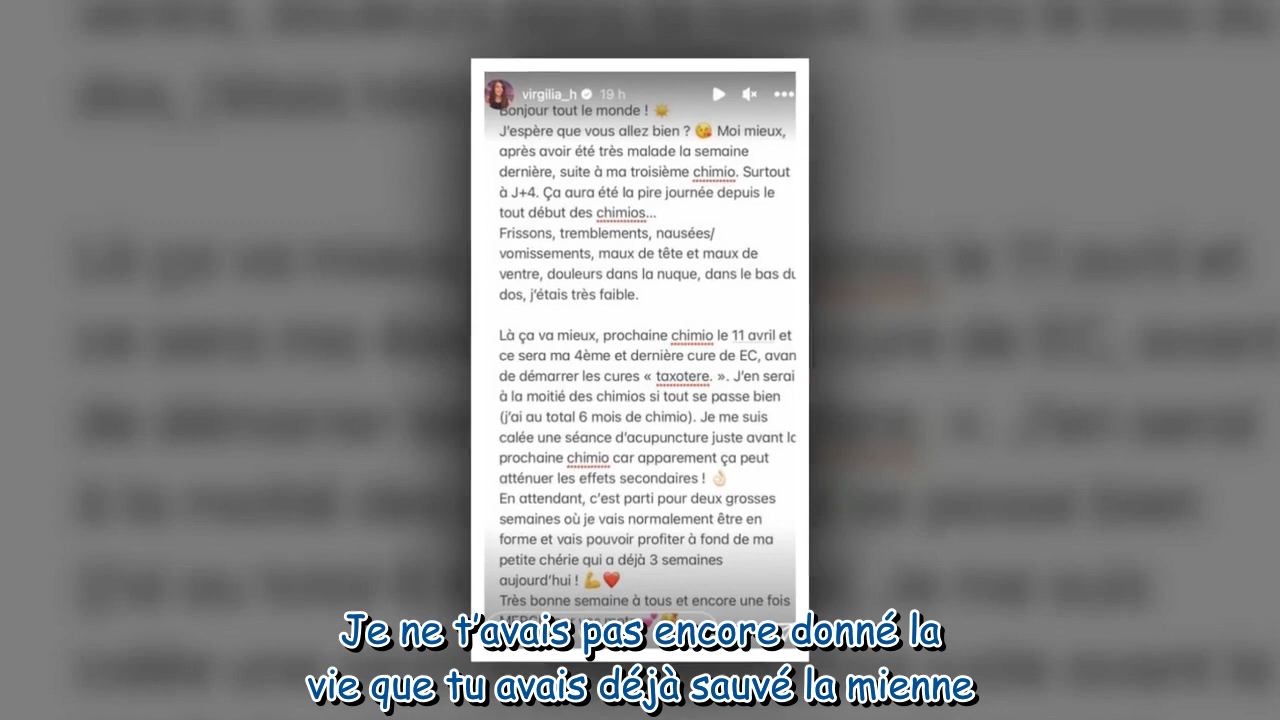 virgilia_h 19 h
Bonjour tout le monde ! ☀️
J'espère que vous allez bien ? 😘 Moi mieux,
après avoir été très malade la semaine
dernière, suite à ma troisième chimio. Surtout
à J+4. Ça aura été la pire journée depuis le
tout début des chimios...
Frissons, tremblements, nausées/
vomissements, maux de tête et maux de
ventre, douleurs dans la nuque, dans le bas du
dos, j'étais très faible.
Là ça va mieux, prochaine chimio le 11 avril et
ce sera ma 4ème et dernière cure de EC, avan
de démarrer les cures « taxotere. ». J'en serai
à la moitié des chimios si tout se passe bien
(j'ai au total 6 mois de chimio). Je me suis
calée une séance d'acupuncture juste avant la
prochaine chimio car apparement ça peut
atténuer les effets secondaires ! 👌🏻
En attendant, c'est parti pour deux grosses
semaines où je vais normalement être en
forme et vais pouvoir profiter à fond de ma
petite chérie qui a déjà 3 semaines
aujourd'hui ! 💪❤️
Très bonne semaine à tous et encore une fois
Je ne t'avais pas encore donné la
vie que tu avais déjà sauvé la mienne